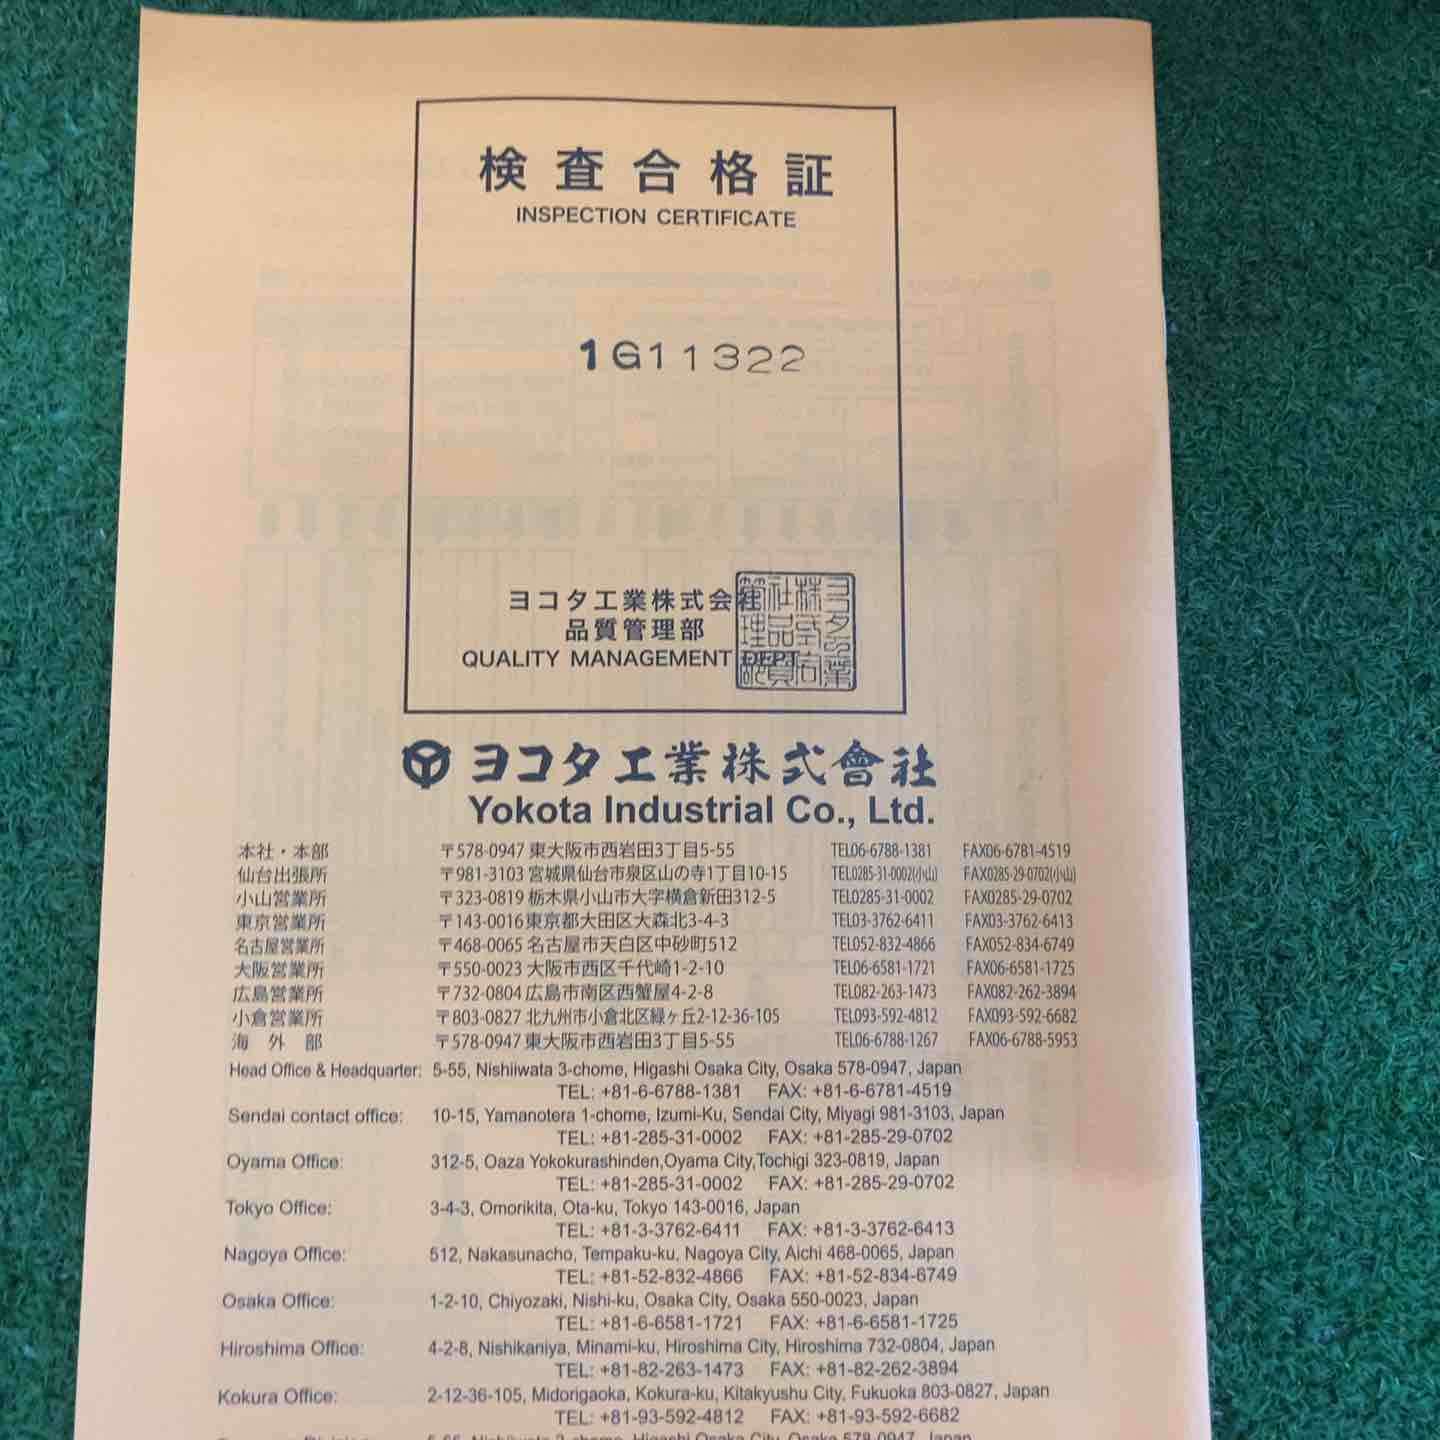 検査合格証
INSPECTION CERTIFICATE
1G11322
ヨコタ工業株式会社
品質管理部
QUALITY MANAGEMENT DEPT
ヨコタ工業株式會社
Yokota Industrial Co., Ltd.
本社・本部 〒578-0947 東大阪市西岩田3丁目5-55 TEL06-6788-1381 FAX06-6781-4519
仙台出張所 〒981-3103 宮城県仙台市泉区山の寺1丁目10-15 TEL0285-31-0002(小山) FAX0285-29-0702(小山)
小山営業所 〒323-0819 栃木県小山市大字横倉新田312-5 TEL0285-31-0002 FAX0285-29-0702
東京営業所 〒143-0016 東京都大田区大森北3-4-3 TEL03-3762-6411 FAX03-3762-6413
名古屋営業所 〒468-0065 名古屋市天白区中砂町512 TEL052-832-4866 FAX052-834-6749
大阪営業所 〒550-0023 大阪市西区千代崎1-2-10 TEL06-6581-1721 FAX06-6581-1725
広島営業所 〒732-0804 広島市南区西蟹屋4-2-8 TEL082-263-1473 FAX082-262-3894
小倉営業所 〒803-0827 北九州市小倉北区緑ヶ丘2-12-36-105 TEL093-592-4812 FAX093-592-6682
海外部 〒578-0947 東大阪市西岩田3丁目5-55 TEL06-6788-1267 FAX06-6788-5953
Head Office & Headquarter: 5-55, Nishiiwata 3-chome, Higashi Osaka City, Osaka 578-0947, Japan
TEL: +81-6-6788-1381 FAX: +81-6-6781-4519
Sendai contact office: 10-15, Yamanotera 1-chome, Izumi-Ku, Sendai City, Miyagi 981-3103, Japan
TEL: +81-285-31-0002 FAX: +81-285-29-0702
Oyama Office: 312-5, Oaza Yokokurashinden,Oyama City,Tochigi 323-0819, Japan
TEL: +81-285-31-0002 FAX: +81-285-29-0702
Tokyo Office: 3-4-3, Omorikita, Ota-ku, Tokyo 143-0016, Japan
TEL: +81-3-3762-6411 FAX: +81-3-3762-6413
Nagoya Office: 512, Nakasunacho, Tempaku-ku, Nagoya City, Aichi 468-0065, Japan
TEL: +81-52-832-4866 FAX: +81-52-834-6749
Osaka Office: 1-2-10, Chiyozaki, Nishi-ku, Osaka City, Osaka 550-0023, Japan
TEL: +81-6-6581-1721 FAX: +81-6-6581-1725
Hiroshima Office: 4-2-8, Nishikaniya, Minami-ku, Hiroshima City, Hiroshima 732-0804, Japan
TEL: +81-82-263-1473 FAX: +81-82-262-3894
Kokura Office: 2-12-36-105, Midorigaoka, Kokura-ku, Kitakyushu City, Fukuoka 803-0827, Japan
TEL: +81-93-592-4812 FAX: +81-93-592-6682